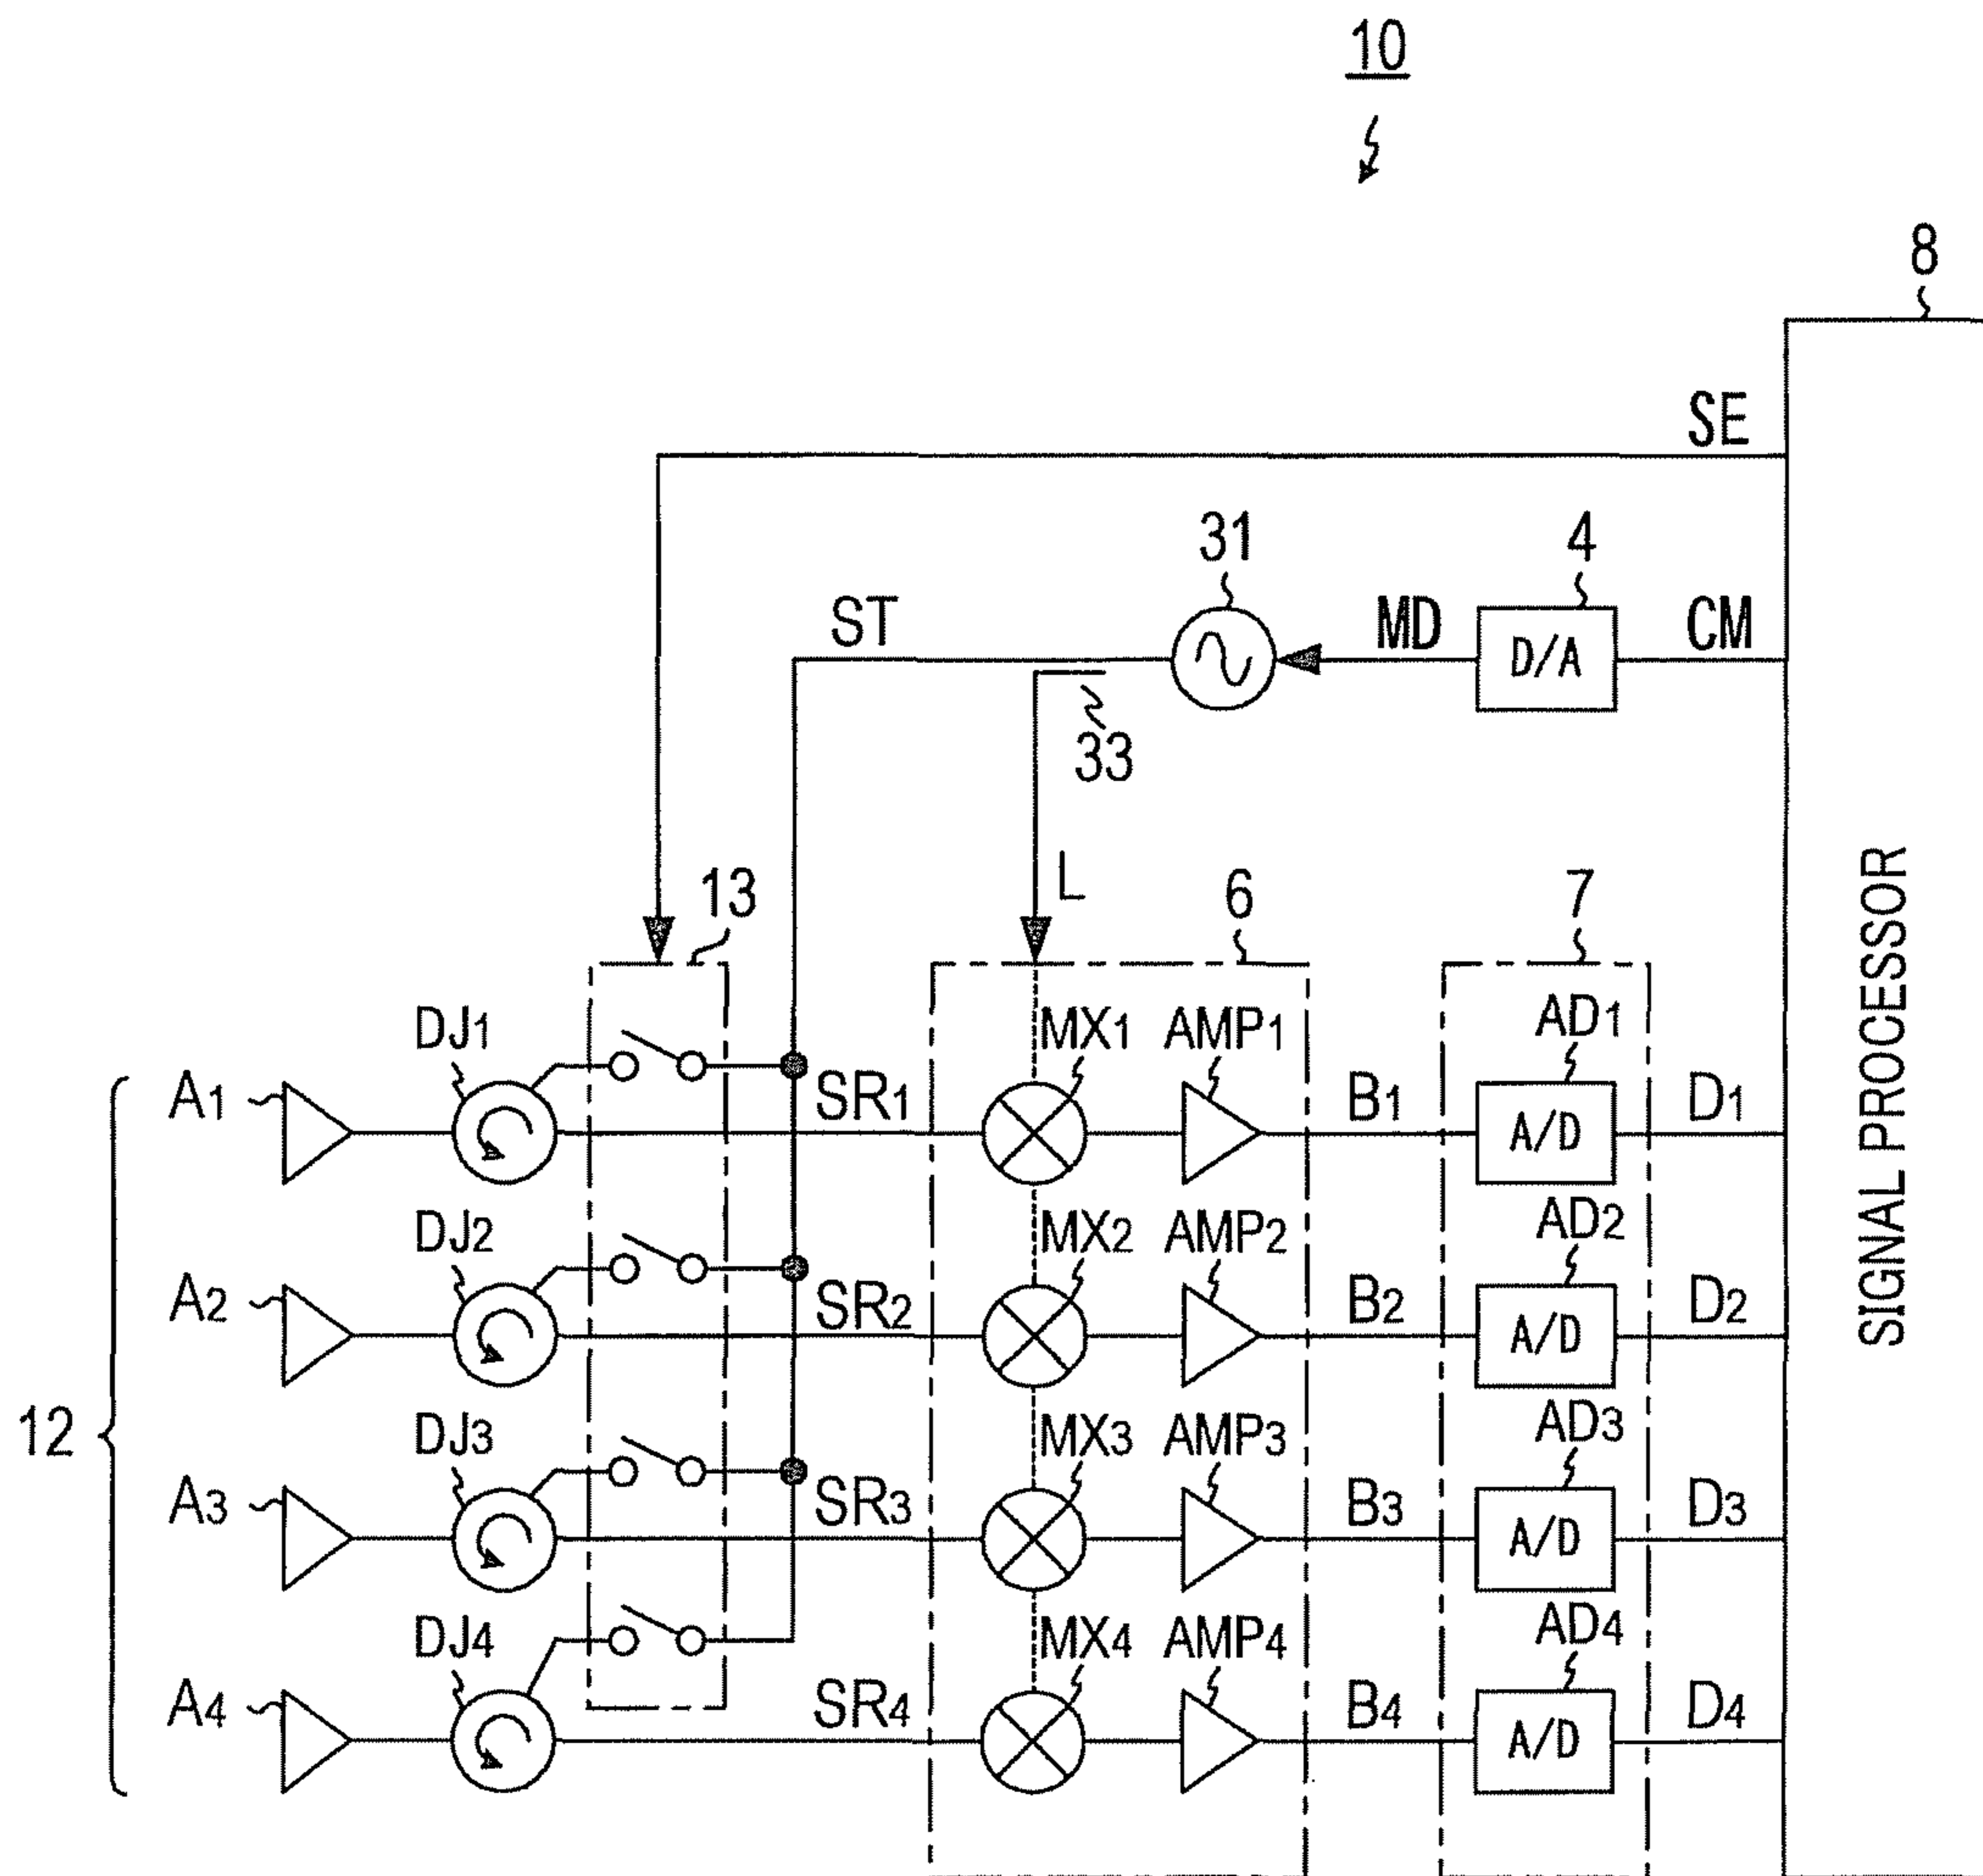 10
8
SE
31
4
ST
MD
D/A
CM
33
L
13
6
7
SIGNAL PROCESSOR
DJ1
MX1
AMP1
AD1
A1
SR1
B1
A/D
D1
DJ2
MX2
AMP2
AD2
A2
SR2
B2
A/D
D2
12
DJ3
MX3
AMP3
AD3
A3
SR3
B3
A/D
D3
DJ4
MX4
AMP4
AD4
A4
SR4
B4
A/D
D4